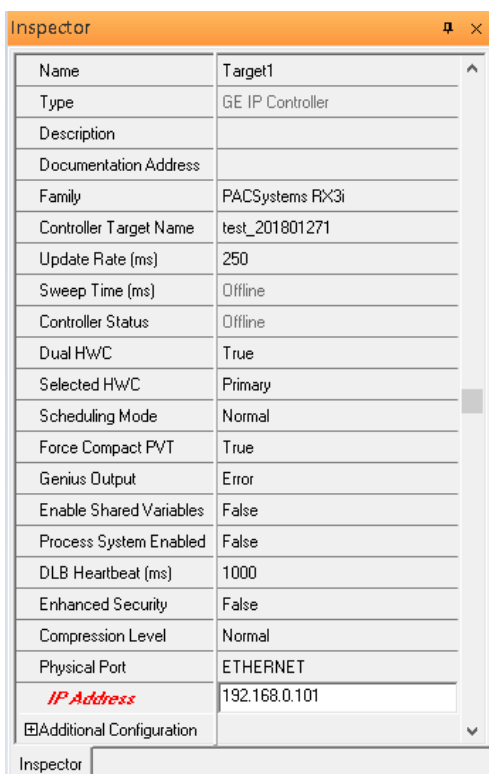 Inspector
Name Target1
Type GE IP Controller
Description
Documentation Address
Family PACSystems RX3i
Controller Target Name test_201801271
Update Rate (ms) 250
Sweep Time (ms) Offline
Controller Status Offline
Dual HWC True
Selected HWC Primary
Scheduling Mode Normal
Force Compact PVT True
Genius Output Error
Enable Shared Variables False
Process System Enabled False
DLB Heartbeat (ms) 1000
Enhanced Security False
Compression Level Normal
Physical Port ETHERNET
IP Address 192.168.0.101
Additional Configuration
Inspector